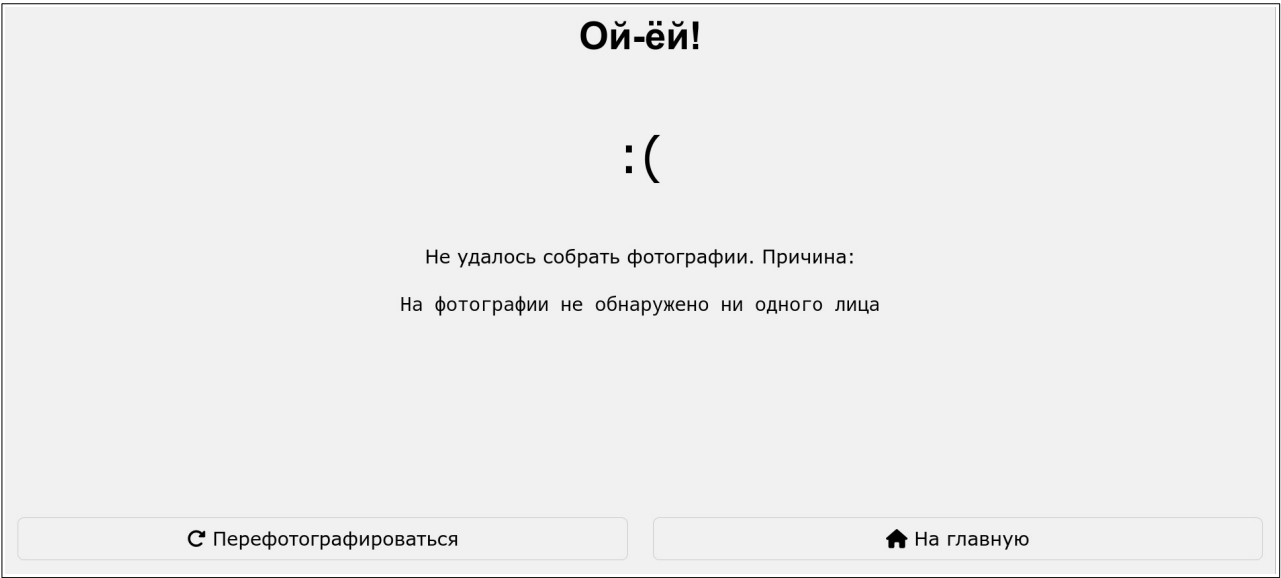 Ой-ёй!
:(
Не удалось собрать фотографии. Причина:
На фотографии не обнаружено ни одного лица
Перефотографироваться
На главную